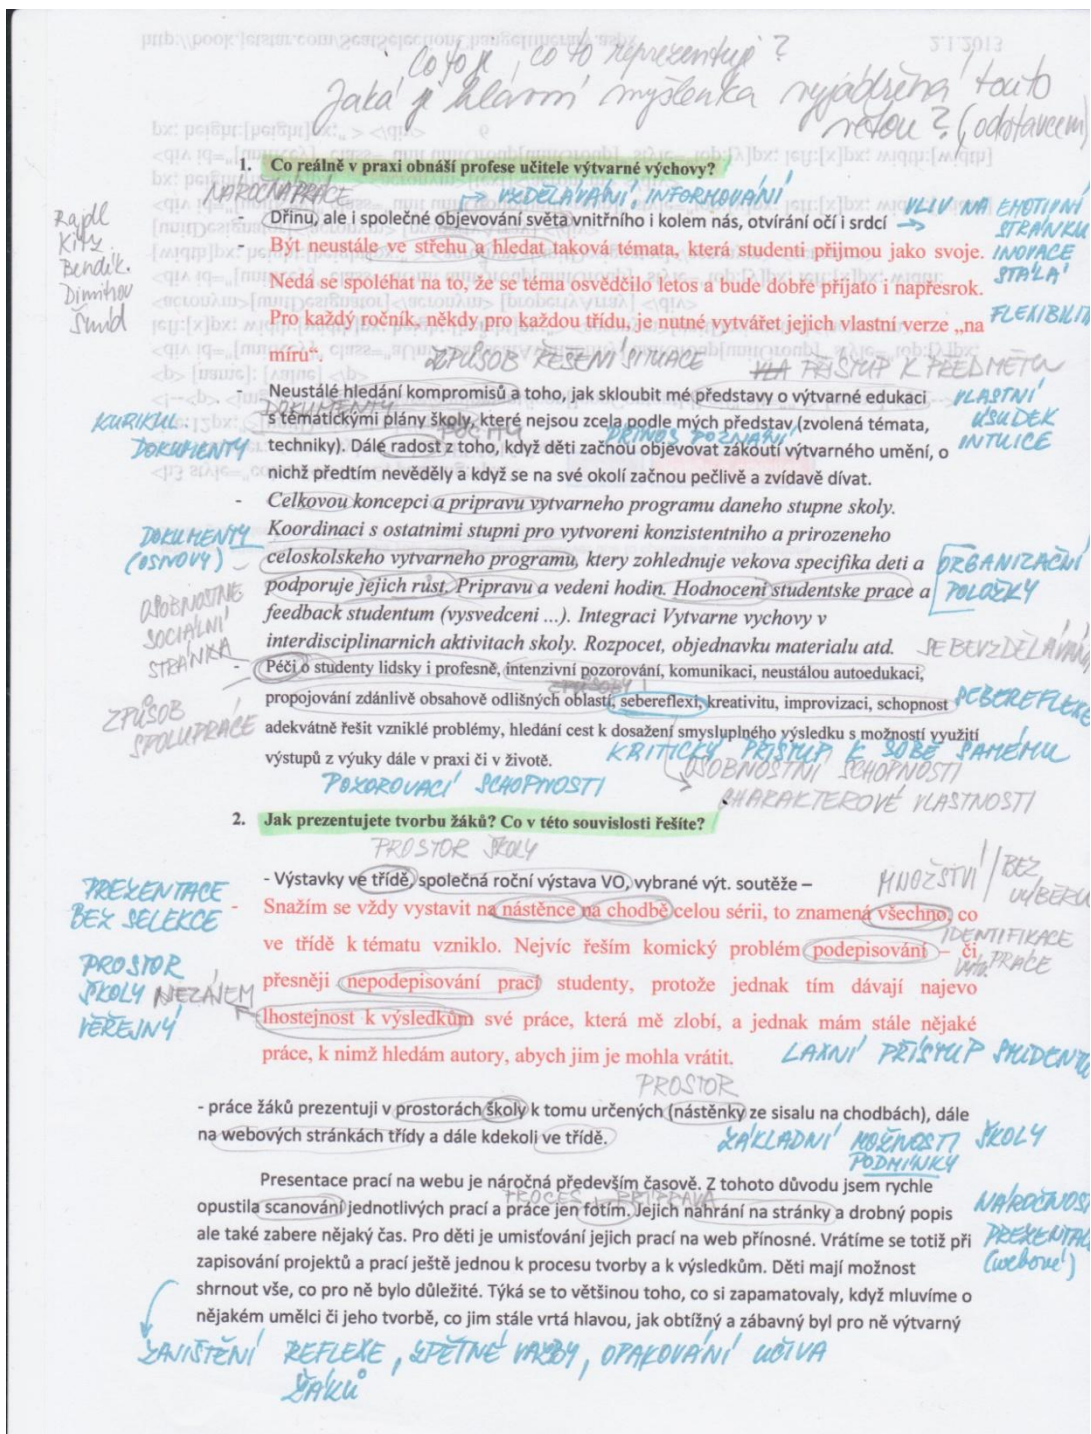 http://book.jetstar.com/SeatSelectionChangeItinerary.aspx 2.1.2013
Co to je, co to reprezentuje?
Jaká je hlavní myšlenka vyjádřená touto
větou? (odstavcem)
1. Co reálně v praxi obnáší profese učitele výtvarné výchovy?
NÁROČNÁ PRÁCE
VZDĚLÁVÁNÍ, INFORMOVÁNÍ
- Dřinu, ale i společné objevování světa vnitřního i kolem nás, otvírání očí i srdcí
VLIV NA EMOTIVNÍ
STRÁNKU
Rajdl
Kitz.
Bendík.
Dimitrov
Šmíd
- Být neustále ve střehu a hledat taková témata, která studenti přijmou jako svoje.
Nedá se spoléhat na to, že se téma osvědčilo letos a bude dobře přijato i napřesrok.
Pro každý ročník, někdy pro každou třídu, je nutné vytvářet jejich vlastní verze „na
míru“.
INOVACE
STÁLÁ
FLEXIBILIT
ZPŮSOB ŘEŠENÍ SITUACE
VLA PŘÍSTUP K PŘEDMĚTU
- Neustálé hledání kompromisů a toho, jak skloubit mé představy o výtvarné edukaci
DOKUMENTY
s tématickými plány školy, které nejsou zcela podle mých představ (zvolená témata,
POCITY
PŘÍNOS POZNÁNÍ
techniky). Dále radost z toho, když děti začnou objevovat zákoutí výtvarného umění, o
nichž předtím nevěděly a když se na své okolí začnou pečlivě a zvídavě dívat.
KURIKUL.
DOKUMENTY
VLASTNÍ
ÚSUDEK
INTUICE
- Celkovou koncepci a pripravu vytvarneho programu daneho stupne skoly.
Koordinaci s ostatnimi stupni pro vytvoreni konzistentniho a prirozeneho
celoskolskeho vytvarneho programu, ktery zohlednuje vekova specifika deti a
podporuje jejich růst. Pripravu a vedeni hodin. Hodnoceni studentske prace a
feedback studentum (vysvedceni ...). Integraci Vytvarne vychovy v
interdisciplinarnich aktivitach skoly. Rozpocet, objednavku materialu atd.
DOKUMENTY
(OSNOVY)
ORGANIZAČNÍ
POLOŽKY
OSOBNOSTNĚ
SOCIÁLNÍ
STRÁNKA
SEBEVZDĚLÁVÁNÍ
- Péči o studenty lidsky i profesně, intenzivní pozorování, komunikaci, neustálou autoedukaci,
propojování zdánlivě obsahově odlišných oblastí, sebereflexi, kreativitu, improvizaci, schopnost
adekvátně řešit vzniklé problémy, hledání cest k dosažení smysluplného výsledku s možností využití
výstupů z výuky dále v praxi či v životě.
ZPŮSOB
SPOLUPRÁCE
SEBEREFLEXE
KRITICKÝ PŘÍSTUP K SOBĚ SAMÉMU
OSOBNOSTNÍ SCHOPNOSTI
CHARAKTEROVÉ VLASTNOSTI
POZOROVACÍ SCHOPNOSTI
2. Jak prezentujete tvorbu žáků? Co v této souvislosti řešíte?
PROSTOR ŠKOLY
- Výstavky ve třídě, společná roční výstava VO, vybrané výt. soutěže –
MNOŽSTVÍ / BEZ
VÝBĚRU
- Snažím se vždy vystavit na nástěnce na chodbě celou sérii, to znamená všechno, co
ve třídě k tématu vzniklo. Nejvíc řeším komický problém podepisování – či
přesněji nepodepisování prací studenty, protože jednak tím dávají najevo
lhostejnost k výsledkům své práce, která mě zlobí, a jednak mám stále nějaké
práce, k nimž hledám autory, abych jim je mohla vrátit.
PREZENTACE
BEZ SELEKCE
PROSTOR
ŠKOLY
VEŘEJNÝ
NEZÁJEM
IDENTIFIKACE
PRÁCE
LAXNÍ PŘÍSTUP STUDENTŮ
PROSTOR
- práce žáků prezentuji v prostorách školy k tomu určených (nástěnky ze sisalu na chodbách), dále
na webových stránkách třídy a dále kdekoli ve třídě.
ZÁKLADNÍ MOŽNOSTI ŠKOLY
PODMÍNKY
Presentace prací na webu je náročná především časově. Z tohoto důvodu jsem rychle
PROCES PŘÍPRAVA
opustila scanování jednotlivých prací a práce jen fotím. Jejich nahrání na stránky a drobný popis
ale také zabere nějaký čas. Pro děti je umisťování jejich prací na web přínosné. Vrátíme se totiž při
zapisování projektů a prací ještě jednou k procesu tvorby a k výsledkům. Děti mají možnost
shrnout vše, co pro ně bylo důležité. Týká se to většinou toho, co si zapamatovaly, když mluvíme o
nějakém umělci či jeho tvorbě, co jim stále vrtá hlavou, jak obtížný a zábavný byl pro ně výtvarný
NÁROČNOST
PREZENTACE
(webové)
ZAJIŠTĚNÍ REFLEXE, ZPĚTNÉ VAZBY, OPAKOVÁNÍ UČIVA
ŽÁKŮ